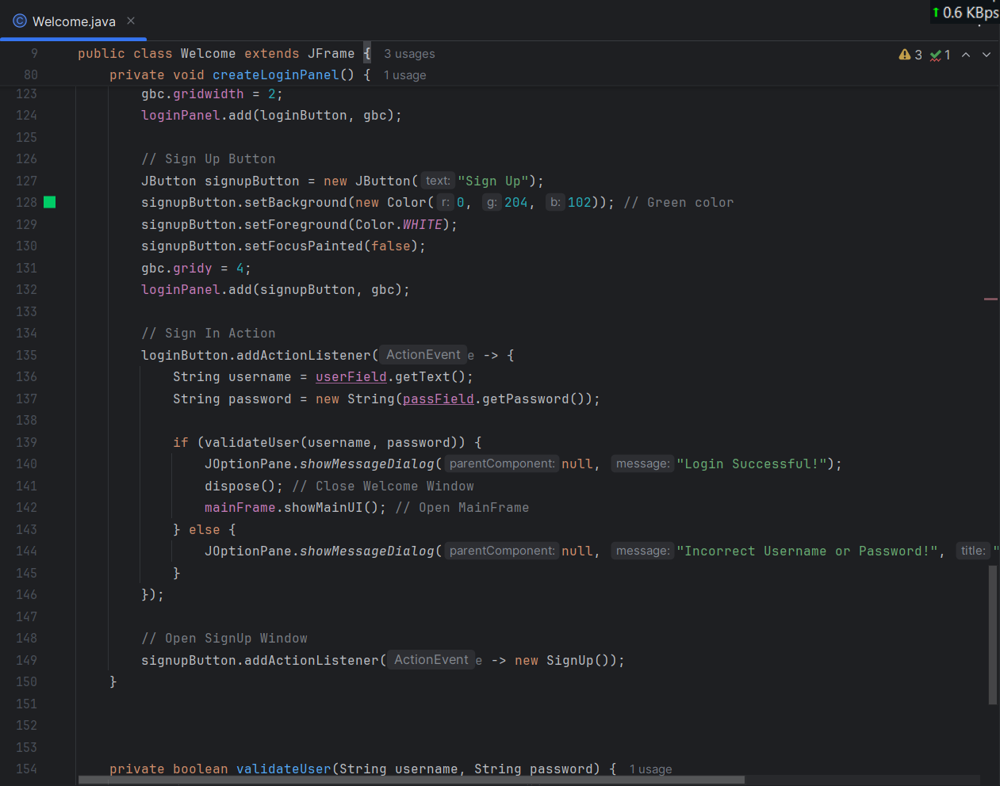 Welcome.java
↑ 0.6 KBps
9 public class Welcome extends JFrame { 3 usages
3 1
80 private void createLoginPanel() { 1 usage
123 gbc.gridwidth = 2;
124 loginPanel.add(loginButton, gbc);
125
126 // Sign Up Button
127 JButton signupButton = new JButton( text: "Sign Up");
128 signupButton.setBackground(new Color( r: 0, g: 204, b: 102)); // Green color
129 signupButton.setForeground(Color.WHITE);
130 signupButton.setFocusPainted(false);
131 gbc.gridy = 4;
132 loginPanel.add(signupButton, gbc);
133
134 // Sign In Action
135 loginButton.addActionListener( ActionEvent e -> {
136 String username = userField.getText();
137 String password = new String(passField.getPassword());
138
139 if (validateUser(username, password)) {
140 JOptionPane.showMessageDialog( parentComponent: null, message: "Login Successful!");
141 dispose(); // Close Welcome Window
142 mainFrame.showMainUI(); // Open MainFrame
143 } else {
144 JOptionPane.showMessageDialog( parentComponent: null, message: "Incorrect Username or Password!", title: "
145 }
146 });
147
148 // Open SignUp Window
149 signupButton.addActionListener( ActionEvent e -> new SignUp());
150 }
151
152
153
154 private boolean validateUser(String username, String password) { 1 usage